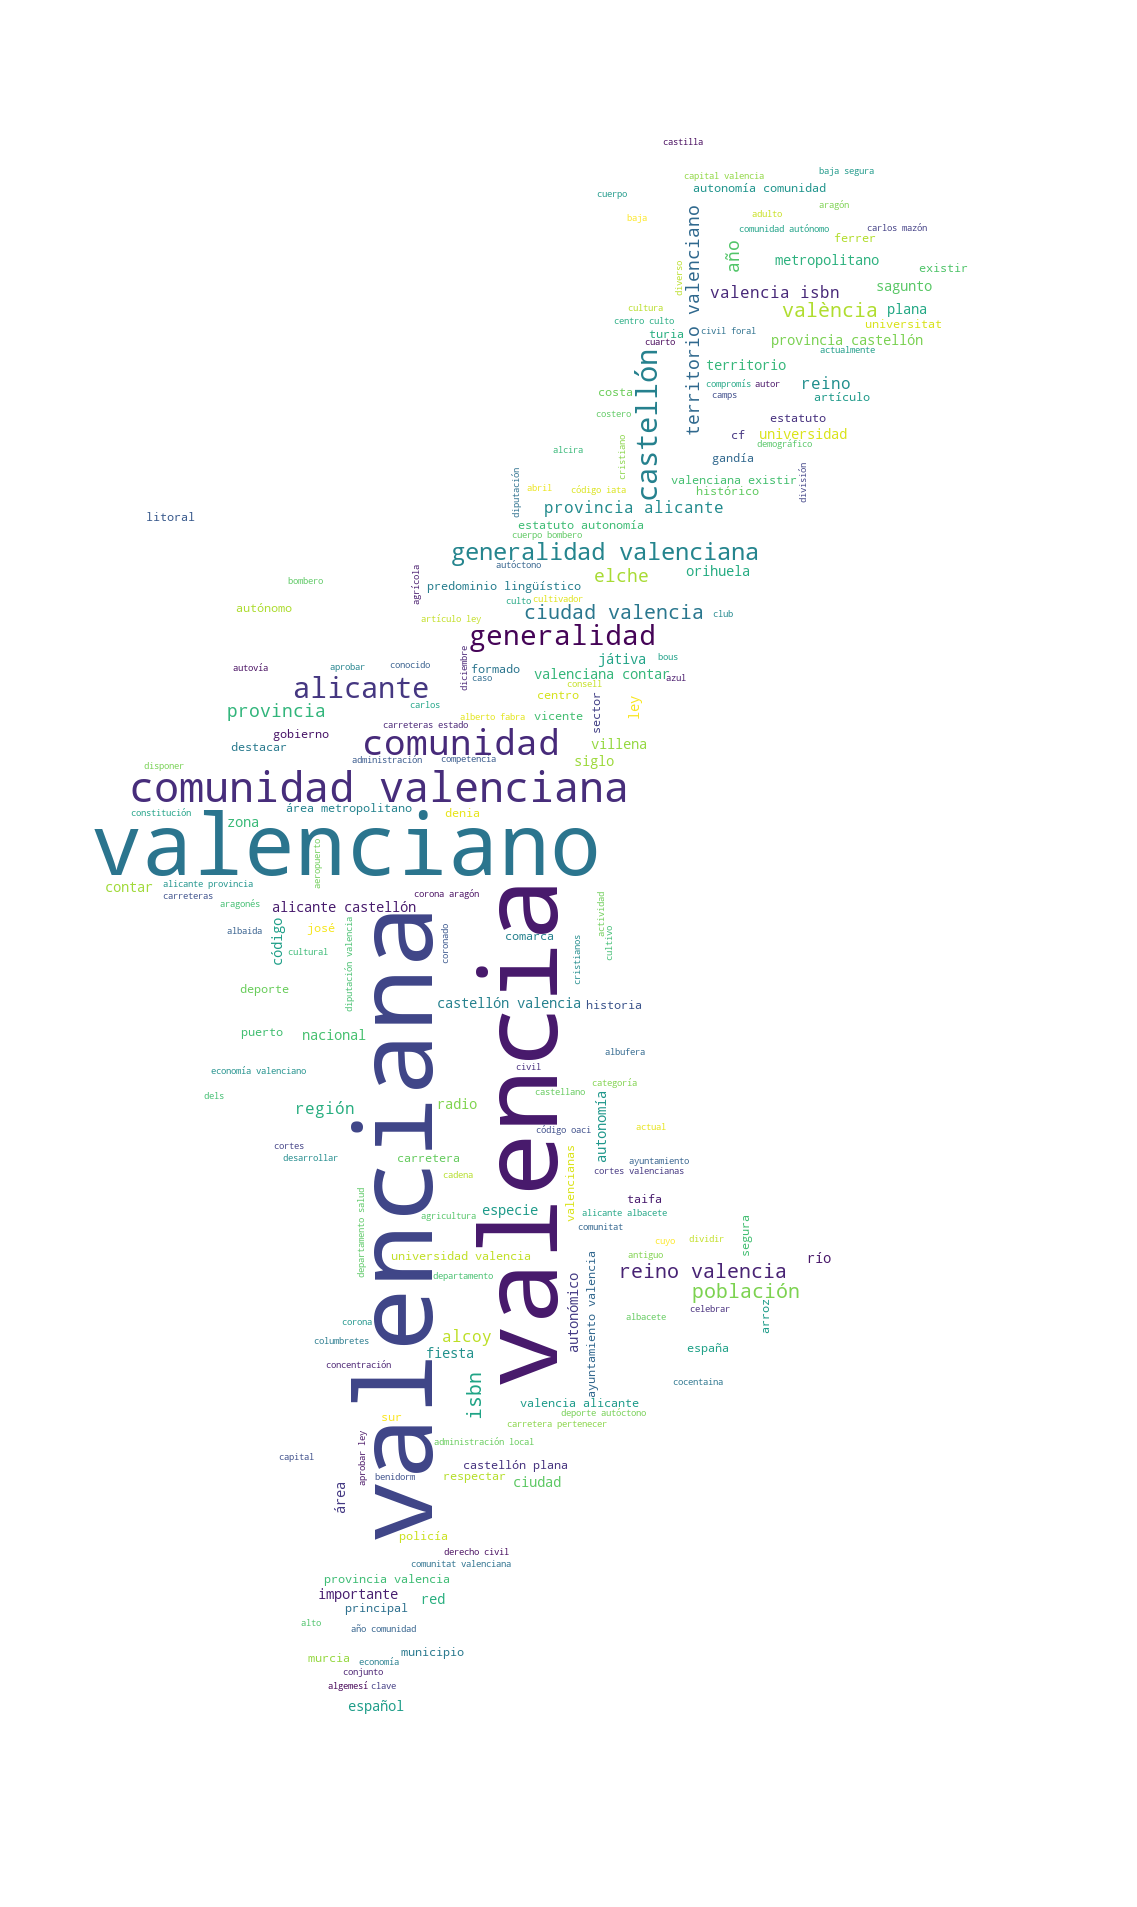 castilla
capital valencia
baja segura
autonomía comunidad
cuerpo
aragón
baja
adulto
comunidad autónomo
carlos mazón
ferrer
año
territorio valenciano
metropolitano
existir
diverso
sagunto
valencia isbn
cultura
valència
plana
centro culto
universitat
turia
civil foral
cuarto
provincia castellón
actualmente
castellón
territorio
compromís
autor
reino
costa
camps
artículo
costero
estatuto
cf
universidad
cristiano
demográfico
alcira
gandía
división
valenciana existir
diputación
abril
código iata
histórico
provincia alicante
litoral
estatuto autonomía
cuerpo bombero
generalidad valenciana
autóctono
orihuela
elche
bombero
agrícola
predominio lingüístico
culto
cultivador
autónomo
ciudad valencia
club
artículo ley
generalidad
játiva
bous
autovía
aprobar
conocido
diciembre
formado
caso
valenciana contar
azul
consell
alicante
centro
carlos
sector
ley
provincia
alberto fabra
vicente
carreteras estado
gobierno
comunidad
villena
destacar
administración
competencia
siglo
disponer
comunidad valenciana
constitución
área metropolitano
denia
zona
valenciano
aeropuerto
contar
alicante provincia
carreteras
corona aragón
aragonés
alicante castellón
actividad
albaida
código
josé
coronado
comarca
cultivo
cultural
diputación valencia
cristianos
deporte
castellón valencia
historia
puerto
nacional
valenciana
valencia
albufera
economía valenciano
civil
categoría
dels
castellano
región
radio
autonomía
código oaci
actual
cortes
desarrollar
carretera
ayuntamiento
cortes valencianas
cadena
valencianas
taifa
departamento salud
agricultura
especie
alicante albacete
comunitat
segura
cuyo
dividir
universidad valencia
antiguo
río
reino valencia
departamento
población
autonómico
ayuntamiento valencia
celebrar
arroz
corona
albacete
columbretes
alcoy
fiesta
españa
concentración
isbn
cocentaina
valencia alicante
sur
deporte autóctono
carretera pertenecer
administración local
capital
aprobar ley
castellón plana
benidorm
respectar
ciudad
área
policía
derecho civil
comunitat valenciana
provincia valencia
importante
red
principal
alto
año comunidad
municipio
murcia
economía
conjunto
algemesí
clave
español